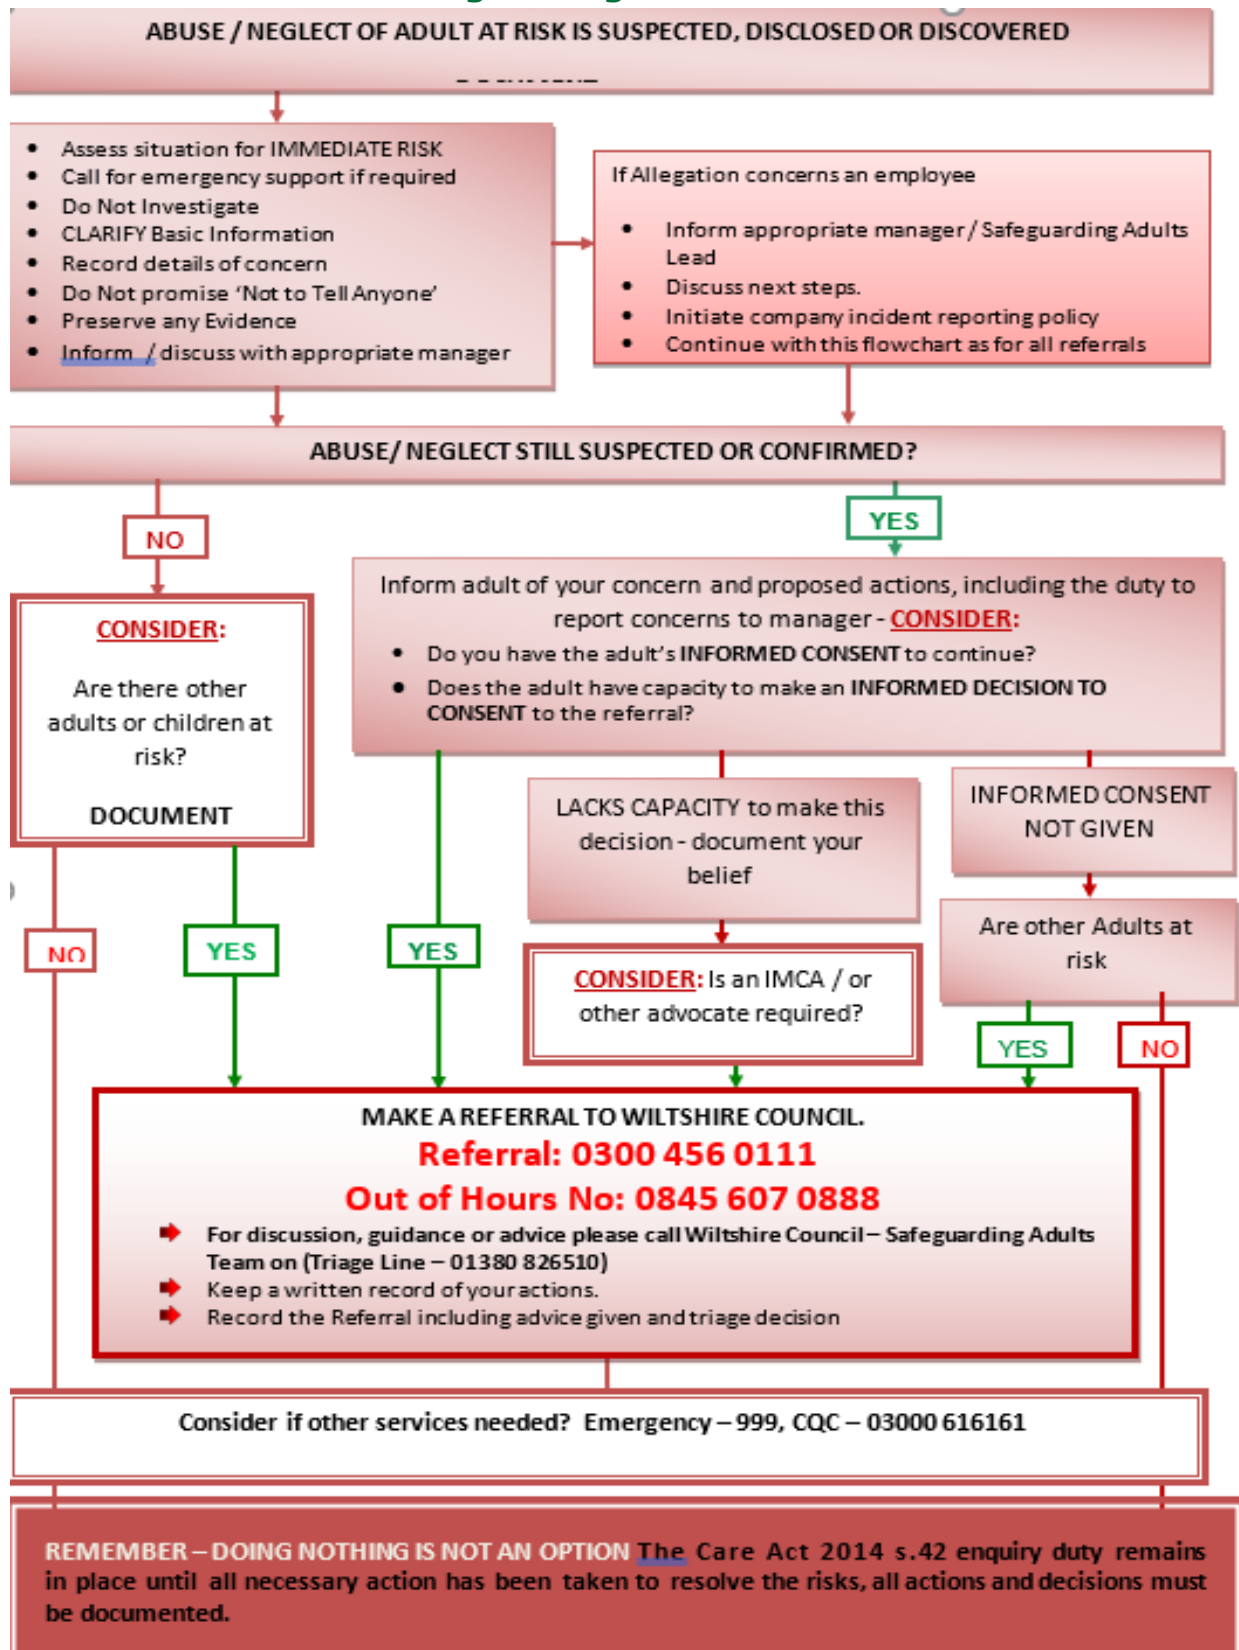 ABUSE / NEGLECT OF ADULT AT RISK IS SUSPECTED, DISCLOSED OR DISCOVERED
• Assess situation for IMMEDIATE RISK
• Call for emergency support if required
• Do Not Investigate
• CLARIFY Basic Information
• Record details of concern
• Do Not promise ‘Not to Tell Anyone’
• Preserve any Evidence
• Inform / discuss with appropriate manager
If Allegation concerns an employee
• Inform appropriate manager / Safeguarding Adults
Lead
• Discuss next steps.
• Initiate company incident reporting policy
• Continue with this flowchart as for all referrals
ABUSE/ NEGLECT STILL SUSPECTED OR CONFIRMED?
NO
YES
CONSIDER:
Are there other
adults or children at
risk?
DOCUMENT
Inform adult of your concern and proposed actions, including the duty to
report concerns to manager - CONSIDER:
• Do you have the adult’s INFORMED CONSENT to continue?
• Does the adult have capacity to make an INFORMED DECISION TO
CONSENT to the referral?
LACKS CAPACITY to make this
decision - document your
belief
INFORMED CONSENT
NOT GIVEN
NO
YES
YES
CONSIDER: Is an IMCA / or
other advocate required?
Are other Adults at
risk
YES
NO
MAKE A REFERRAL TO WILTSHIRE COUNCIL.
Referral: 0300 456 0111
Out of Hours No: 0845 607 0888
For discussion, guidance or advice please call Wiltshire Council – Safeguarding Adults
Team on (Triage Line – 01380 826510)
Keep a written record of your actions.
Record the Referral including advice given and triage decision
Consider if other services needed? Emergency – 999, CQC – 03000 616161
REMEMBER – DOING NOTHING IS NOT AN OPTION The Care Act 2014 s.42 enquiry duty remains
in place until all necessary action has been taken to resolve the risks, all actions and decisions must
be documented.